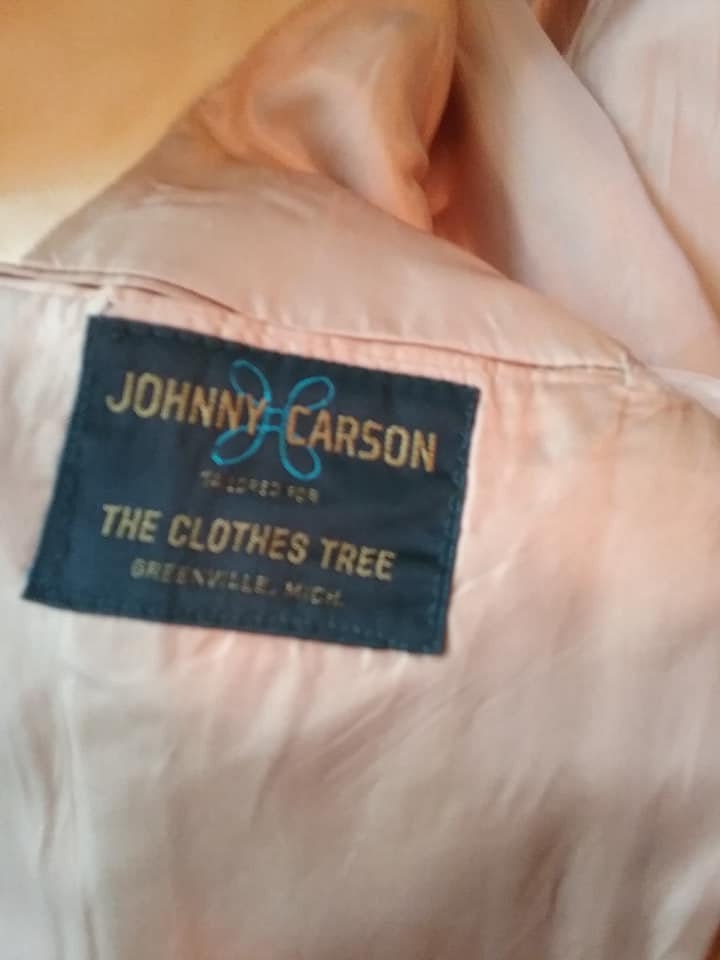 JOHNNY CARSON
TAILORED FOR
THE CLOTHES TREE
GREENVILLE, MICH.